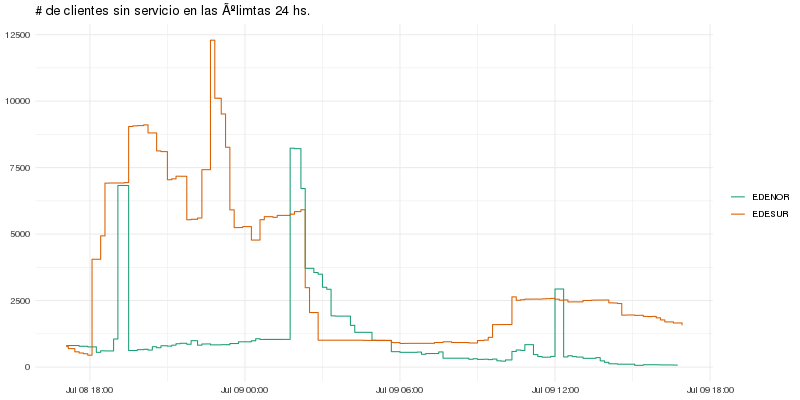 # de clientes sin servicio en las Ãºlimtas 24 hs.
12500
10000
7500
5000
2500
0
Jul 08 18:00
Jul 09 00:00
Jul 09 06:00
Jul 09 12:00
Jul 09 18:00
EDENOR
EDESUR